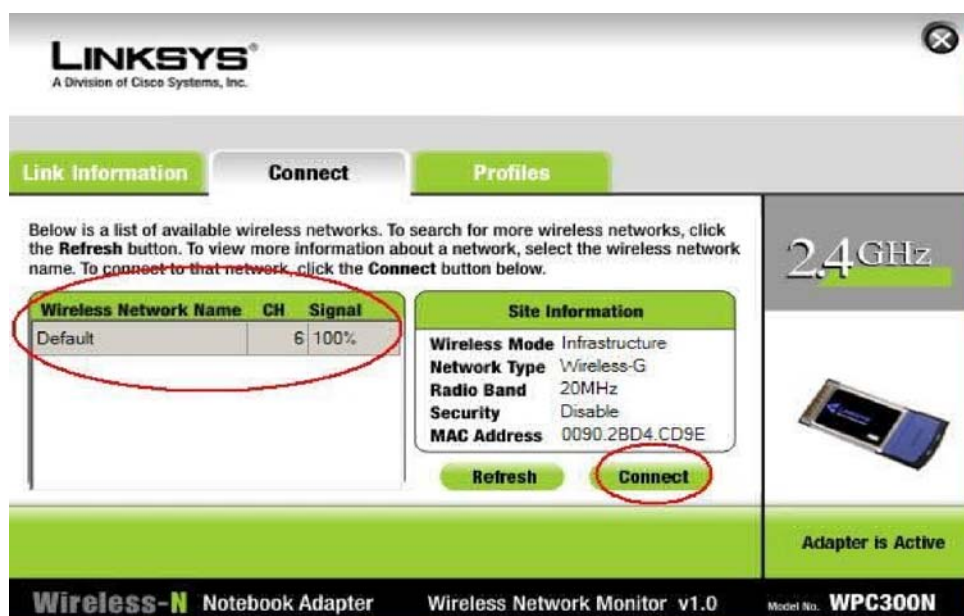 LINKSYS®
A Division of Cisco Systems, Inc.
Link Information
Connect
Profiles
Below is a list of available wireless networks. To search for more wireless networks, click
the Refresh button. To view more information about a network, select the wireless network
name. To connect to that network, click the Connect button below.
2.4GHz
Wireless Network Name CH Signal
Default 6 100%
Site Information
Wireless Mode Infrastructure
Network Type Wireless-G
Radio Band 20MHz
Security Disable
MAC Address 0090.2BD4.CD9E
Refresh
Connect
Adapter is Active
Wireless-N Notebook Adapter Wireless Network Monitor v1.0 Model No. WPC300N